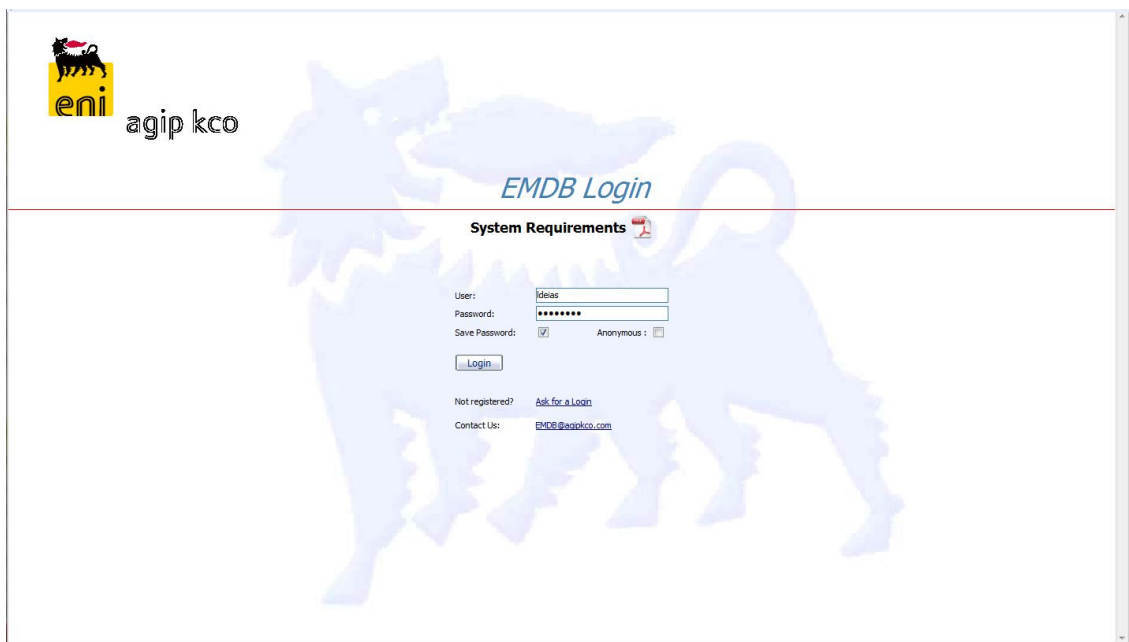 eni
agip kco
EMDB Login
System Requirements
User: Ideias
Password: ••••••••
Save Password: Anonymous :
Login
Not registered? Ask for a Login
Contact Us: EMDB@agipkco.com